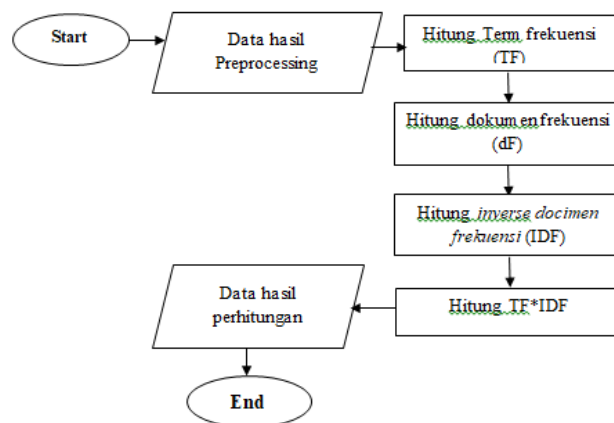 Start
Data hasil
Preprocessing
Hitung Term frekuensi
(TF)
Hitung dokumen frekuensi
(dF)
Hitung inverse docimen
frekuensi (IDF)
Hitung TF*IDF
Data hasil
perhitungan
End